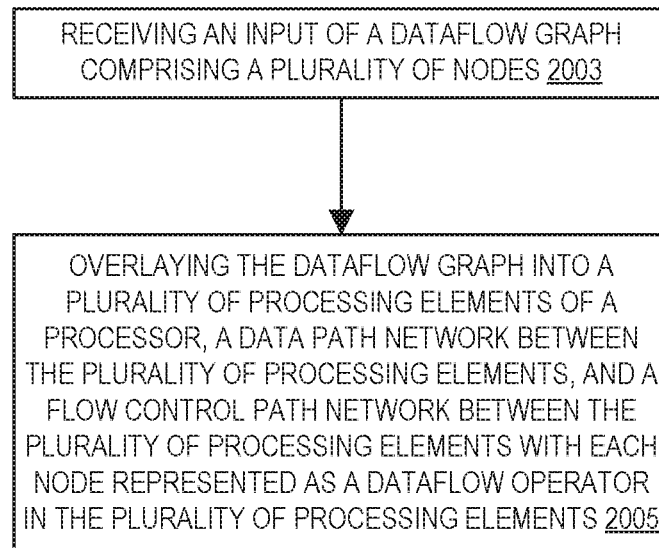 RECEIVING AN INPUT OF A DATAFLOW GRAPH
COMPRISING A PLURALITY OF NODES 2003
OVERLAYING THE DATAFLOW GRAPH INTO A
PLURALITY OF PROCESSING ELEMENTS OF A
PROCESSOR, A DATA PATH NETWORK BETWEEN
THE PLURALITY OF PROCESSING ELEMENTS, AND A
FLOW CONTROL PATH NETWORK BETWEEN THE
PLURALITY OF PROCESSING ELEMENTS WITH EACH
NODE REPRESENTED AS A DATAFLOW OPERATOR
IN THE PLURALITY OF PROCESSING ELEMENTS 2005